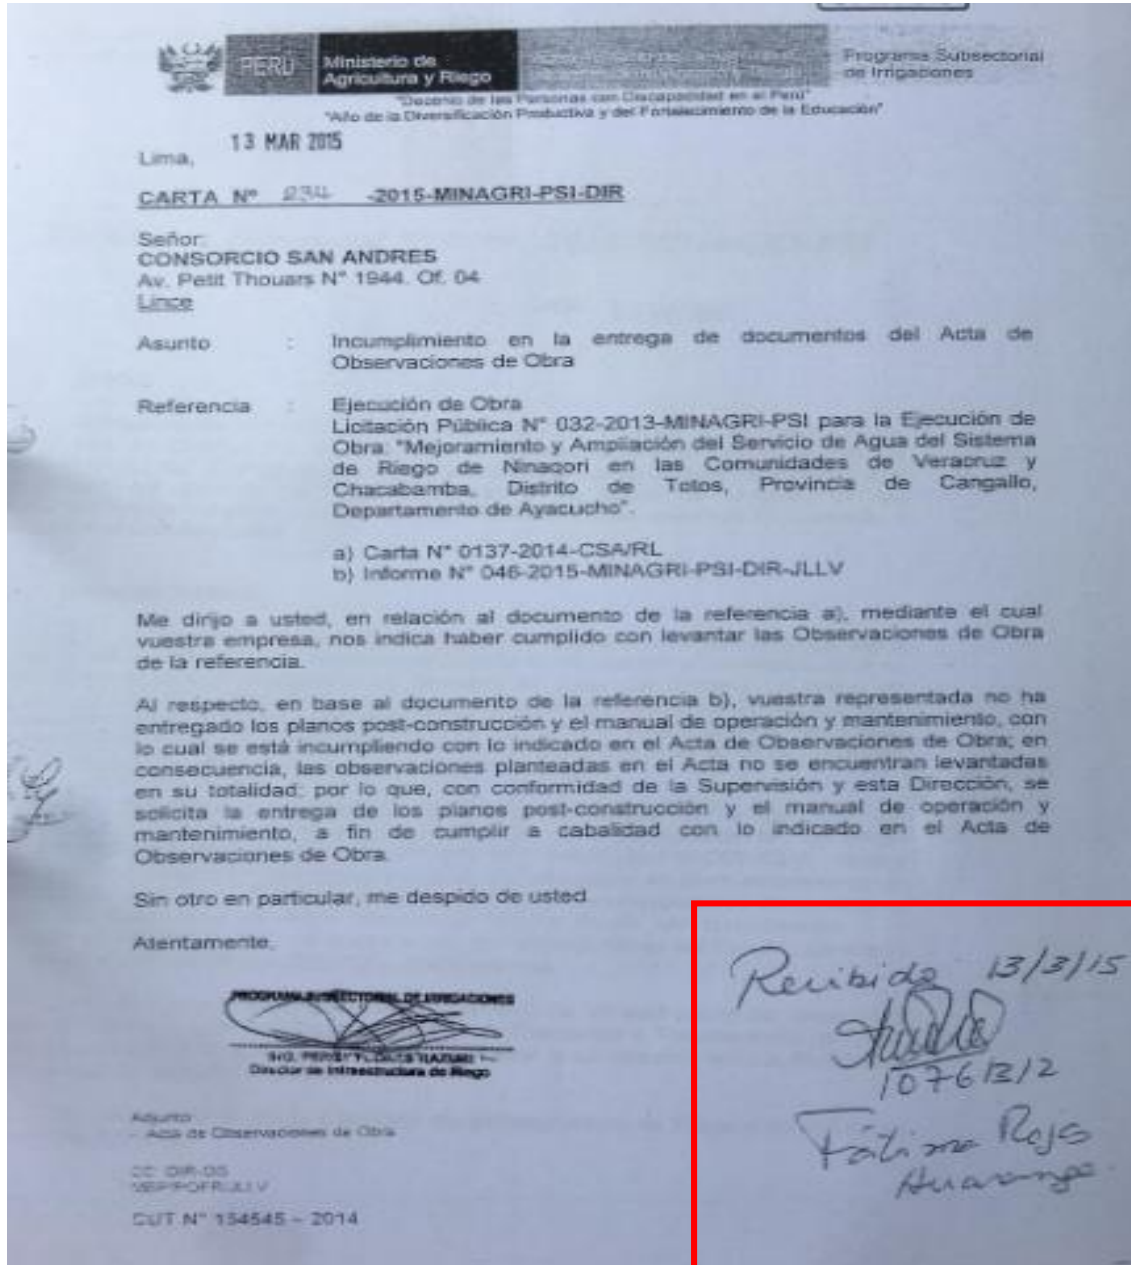 PERU
Ministerio de
Agricultura y Riego
Programa Subsectorial
de Irrigaciones
"Decenio de las Personas con Discapacidad en el Perú"
"Año de la Diversificación Productiva y del Fortalecimiento de la Educación"
Lima, 13 MAR 2015
CARTA N° 234 -2015-MINAGRI-PSI-DIR
Señor:
CONSORCIO SAN ANDRES
Av. Petit Thouars N° 1944. Of. 04
Lince
Asunto : Incumplimiento en la entrega de documentos del Acta de
Observaciones de Obra
Referencia : Ejecución de Obra
Licitación Pública N° 032-2013-MINAGRI-PSI para la Ejecución de
Obra: "Mejoramiento y Ampliación del Servicio de Agua del Sistema
de Riego de Ninaqori en las Comunidades de Veracruz y
Chacabamba, Distrito de Totos, Provincia de Cangallo,
Departamento de Ayacucho".
a) Carta N° 0137-2014-CSA/RL
b) Informe N° 046-2015-MINAGRI-PSI-DIR-JLLV
Me dirijo a usted, en relación al documento de la referencia a), mediante el cual
vuestra empresa, nos indica haber cumplido con levantar las Observaciones de Obra
de la referencia.
Al respecto, en base al documento de la referencia b), vuestra representada no ha
entregado los planos post-construcción y el manual de operación y mantenimiento, con
lo cual se está incumpliendo con lo indicado en el Acta de Observaciones de Obra; en
consecuencia, las observaciones planteadas en el Acta no se encuentran levantadas
en su totalidad; por lo que, con conformidad de la Supervisión y esta Dirección, se
solicita la entrega de los planos post-construcción y el manual de operación y
mantenimiento, a fin de cumplir a cabalidad con lo indicado en el Acta de
Observaciones de Obra.
Sin otro en particular, me despido de usted.
Atentamente,
PROGRAMA SUBSECTORIAL DE IRRIGACIONES
ING.
Director de Infraestructura de Riego
Recibido 13/3/15
10761312
Fátima Rojas
Huaranga
Adjunto
- Acta de Observaciones de Obra
CC: DIR-OS
CUT N° 154545 - 2014